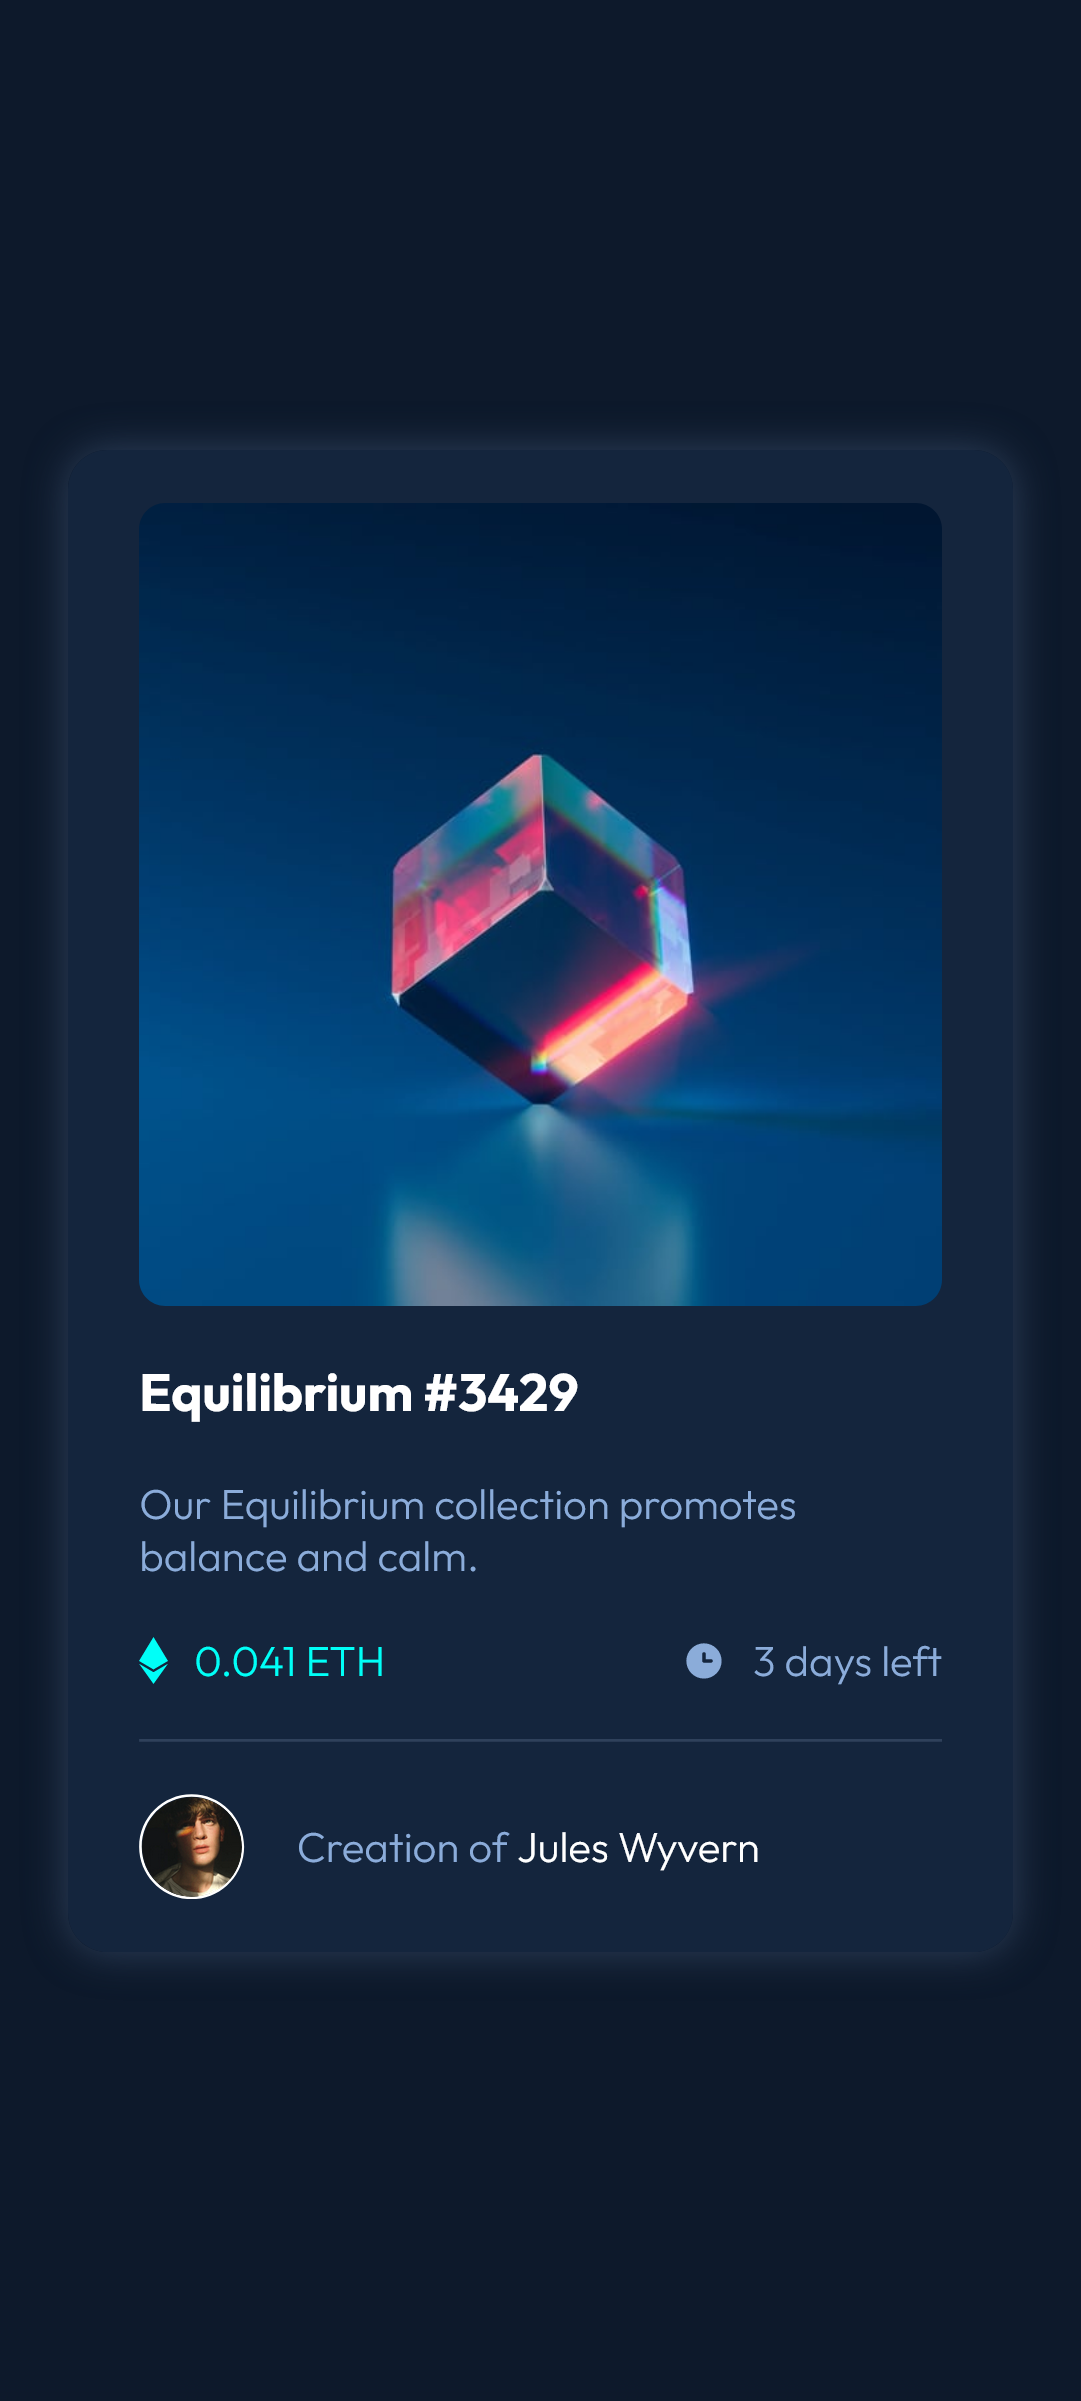 Equilibrium #3429
Our Equilibrium collection promotes
balance and calm.
0.041 ETH
3 days left
Creation of Jules Wyvern